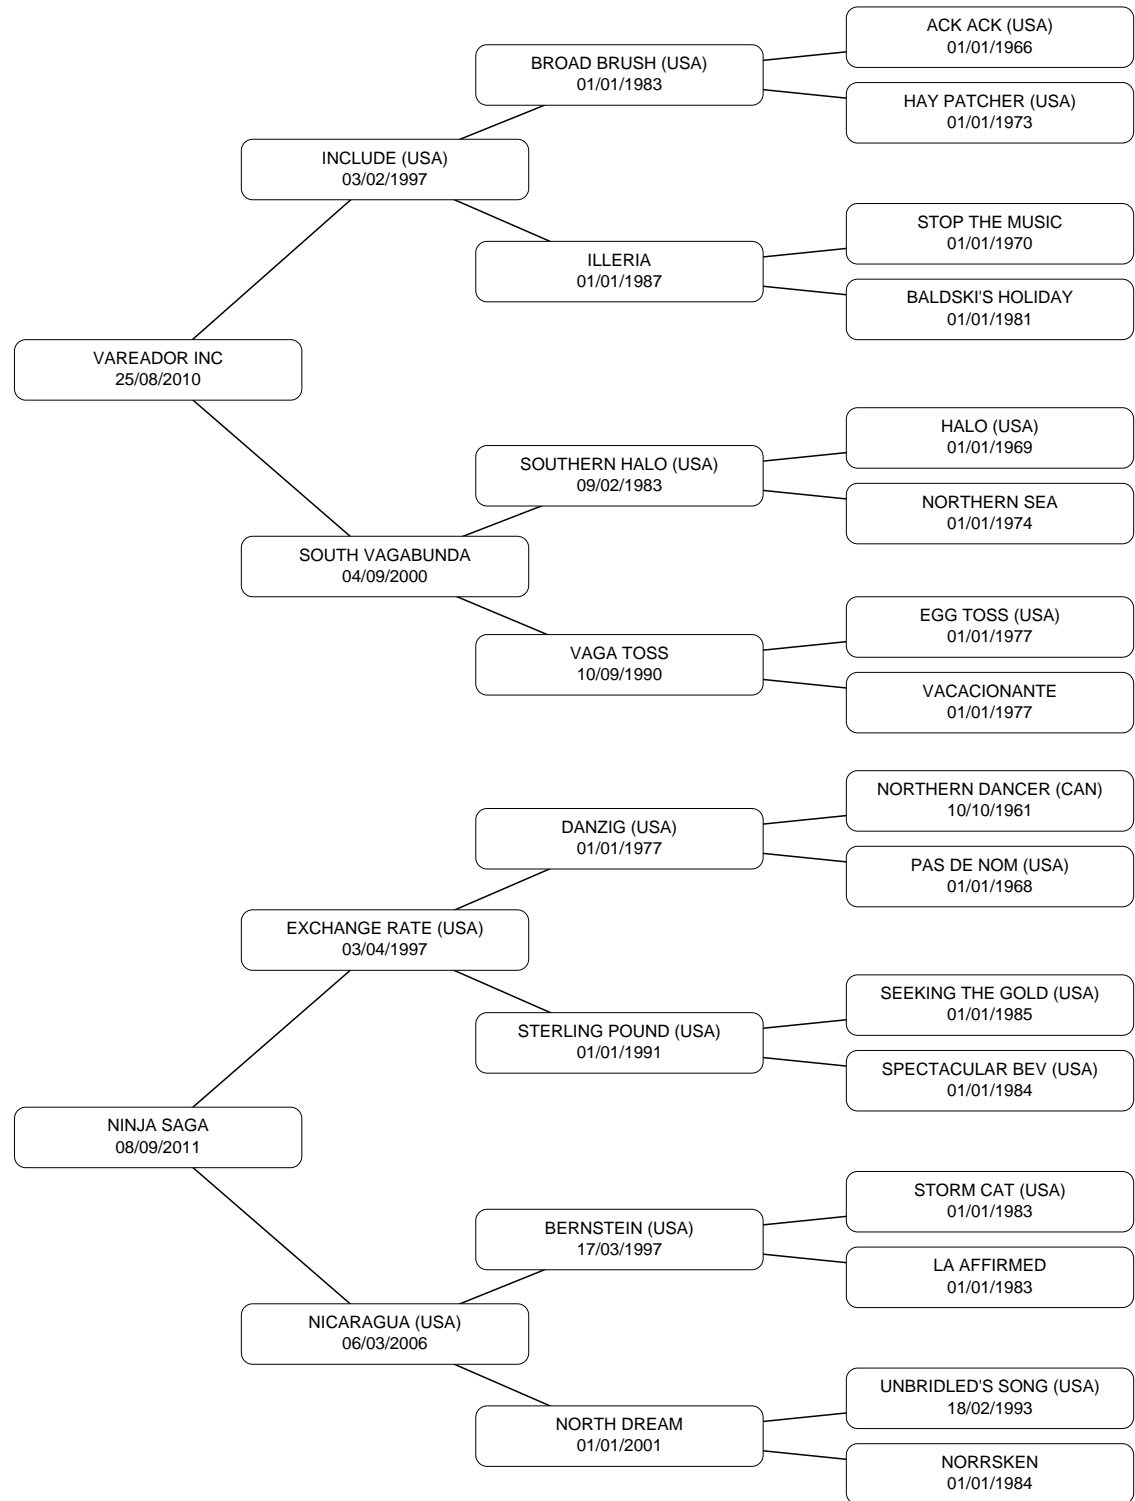 ACK ACK (USA)
01/01/1966
BROAD BRUSH (USA)
01/01/1983
HAY PATCHER (USA)
01/01/1973
INCLUDE (USA)
03/02/1997
STOP THE MUSIC
01/01/1970
ILLERIA
01/01/1987
BALDSKI'S HOLIDAY
01/01/1981
VAREADOR INC
25/08/2010
HALO (USA)
01/01/1969
SOUTHERN HALO (USA)
09/02/1983
NORTHERN SEA
01/01/1974
SOUTH VAGABUNDA
04/09/2000
EGG TOSS (USA)
01/01/1977
VAGA TOSS
10/09/1990
VACACIONANTE
01/01/1977
NORTHERN DANCER (CAN)
10/10/1961
DANZIG (USA)
01/01/1977
PAS DE NOM (USA)
01/01/1968
EXCHANGE RATE (USA)
03/04/1997
SEEKING THE GOLD (USA)
01/01/1985
STERLING POUND (USA)
01/01/1991
SPECTACULAR BEV (USA)
01/01/1984
NINJA SAGA
08/09/2011
STORM CAT (USA)
01/01/1983
BERNSTEIN (USA)
17/03/1997
LA AFFIRMED
01/01/1983
NICARAGUA (USA)
06/03/2006
UNBRIDLED'S SONG (USA)
18/02/1993
NORTH DREAM
01/01/2001
NORRSKEN
01/01/1984